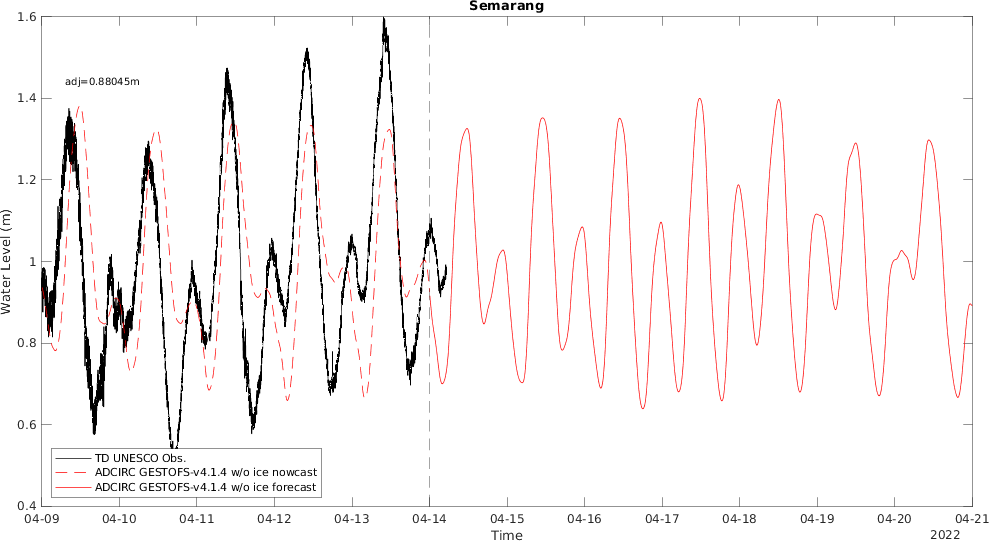 Semarang
1.6
1.4
1.2
1
0.8
0.6
0.4
Water Level (m)
adj=0.88045m
TD UNESCO Obs.
ADCIRC GESTOFS-v4.1.4 w/o ice nowcast
ADCIRC GESTOFS-v4.1.4 w/o ice forecast
04-09 04-10 04-11 04-12 04-13 04-14 04-15 04-16 04-17 04-18 04-19 04-20 04-21
Time
2022